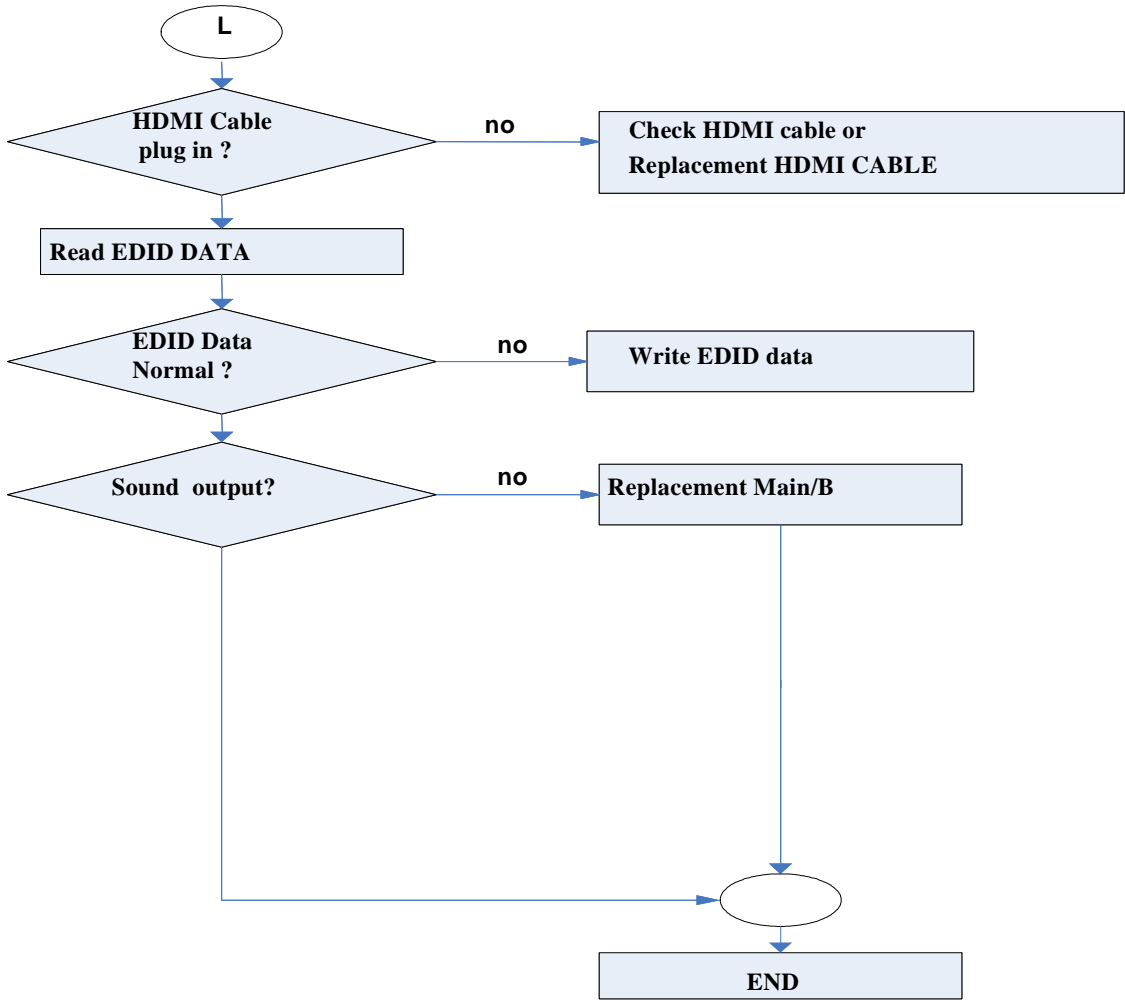 L
HDMI Cable
plug in ?
no
Check HDMI cable or
Replacement HDMI CABLE
Read EDID DATA
EDID Data
Normal ?
no
Write EDID data
Sound output?
no
Replacement Main/B
END